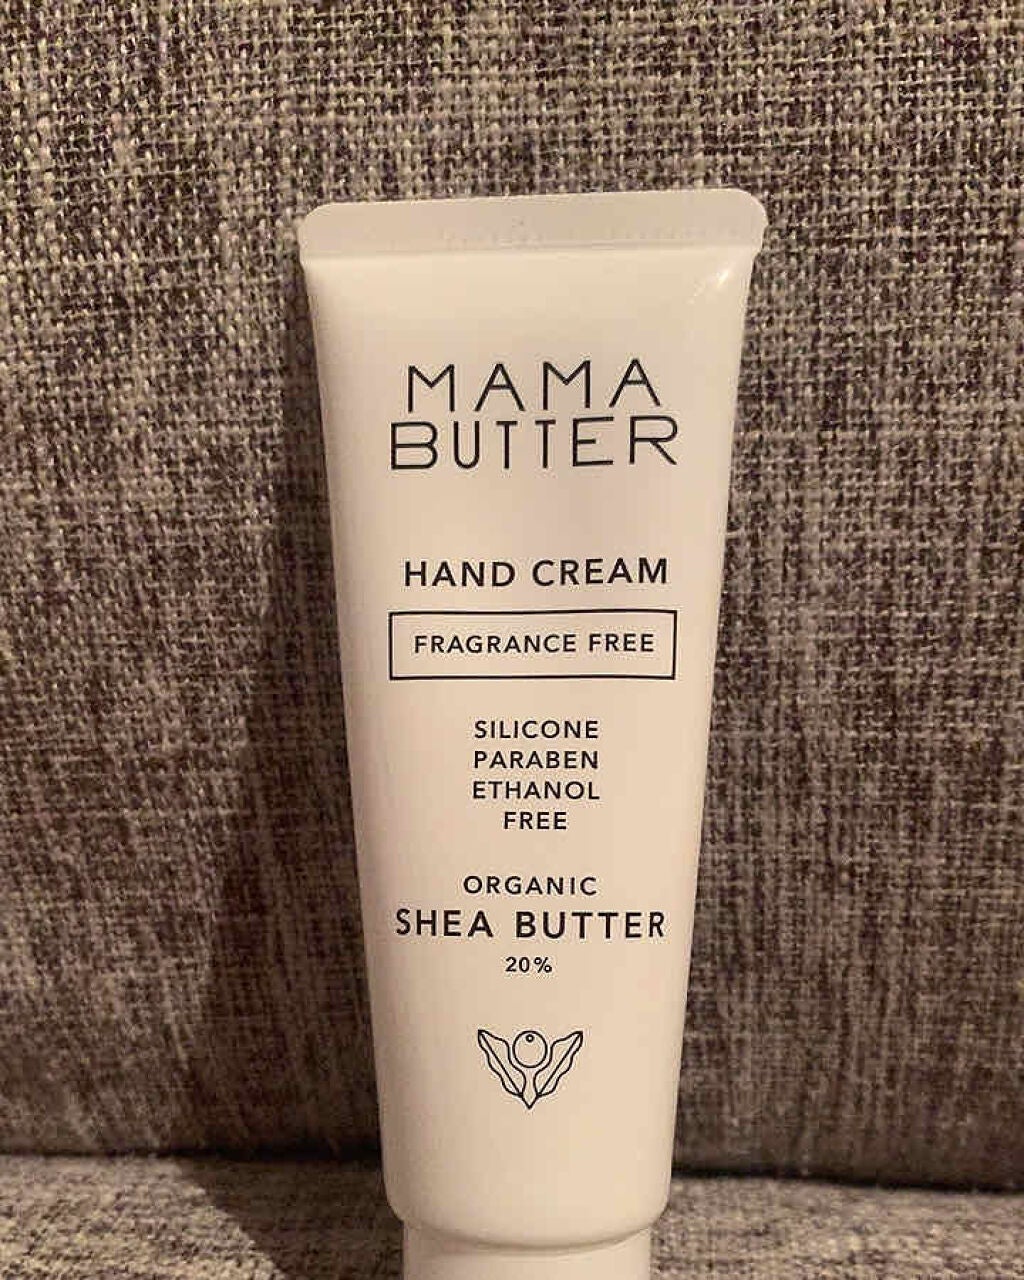 MAMA
BUTTER
HAND CREAM
FRAGRANCE FREE
SILICONE
PARABEN
ETHANOL
FREE
ORGANIC
SHEA BUTTER
20%